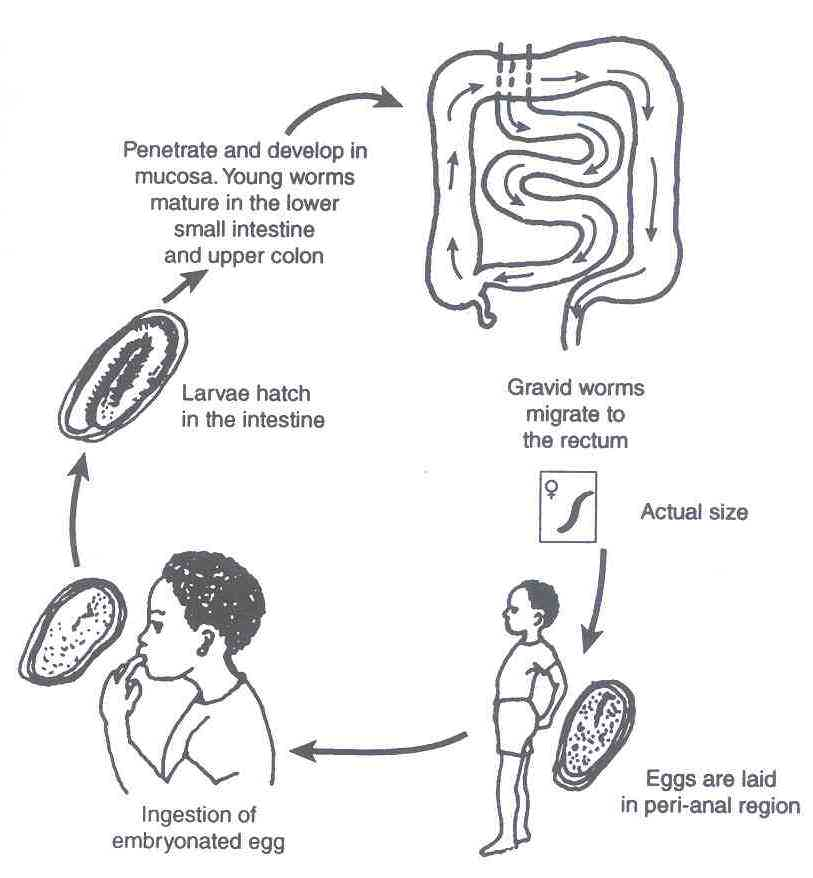 Penetrate and develop in
mucosa. Young worms
mature in the lower
small intestine
and upper colon
Larvae hatch
in the intestine
Gravid worms
migrate to
the rectum
♀
Actual size
Eggs are laid
in peri-anal region
Ingestion of
embryonated egg